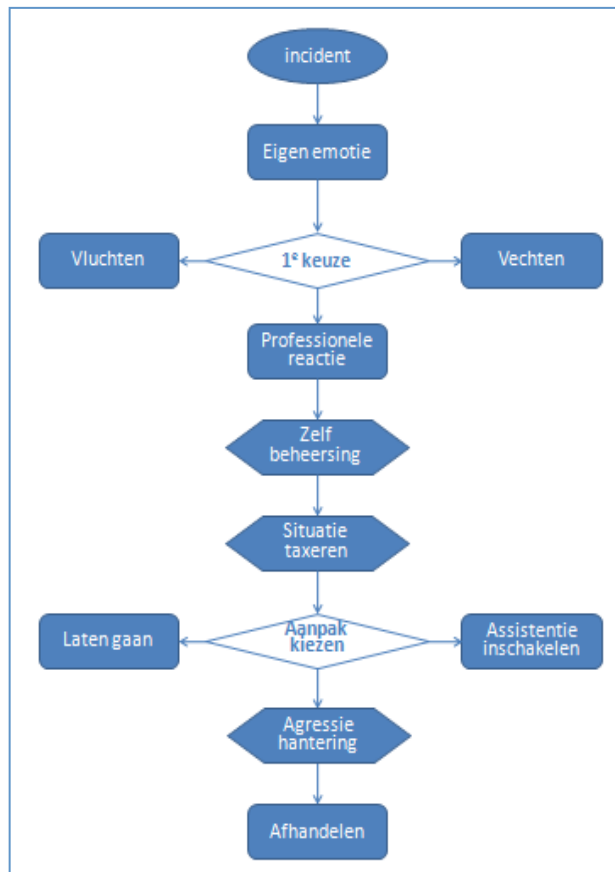 incident
Eigen emotie
Vluchten
1e keuze
Vechten
Professionele
reactie
Zelf
beheersing
Situatie
taxeren
Laten gaan
Aanpak
kiezen
Assistentie
inschakelen
Agressie
hantering
Afhandelen